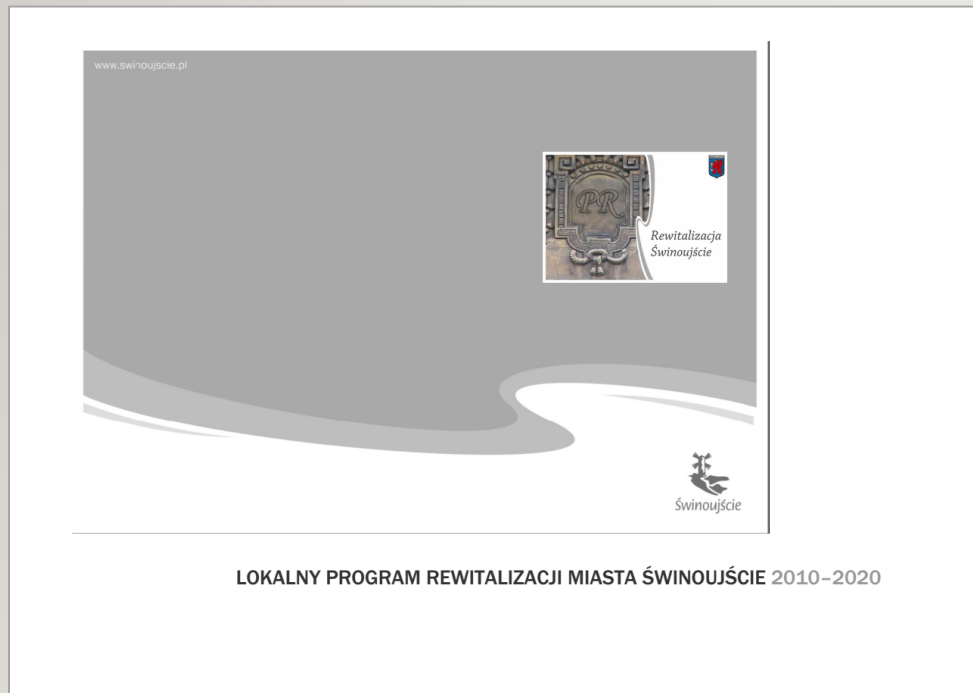 www.swinoujscie.pl
PR
Rewitalizacja
Świnoujście
Świnoujście
LOKALNY PROGRAM REWITALIZACJI MIASTA ŚWINOUJŚCIE 2010–2020